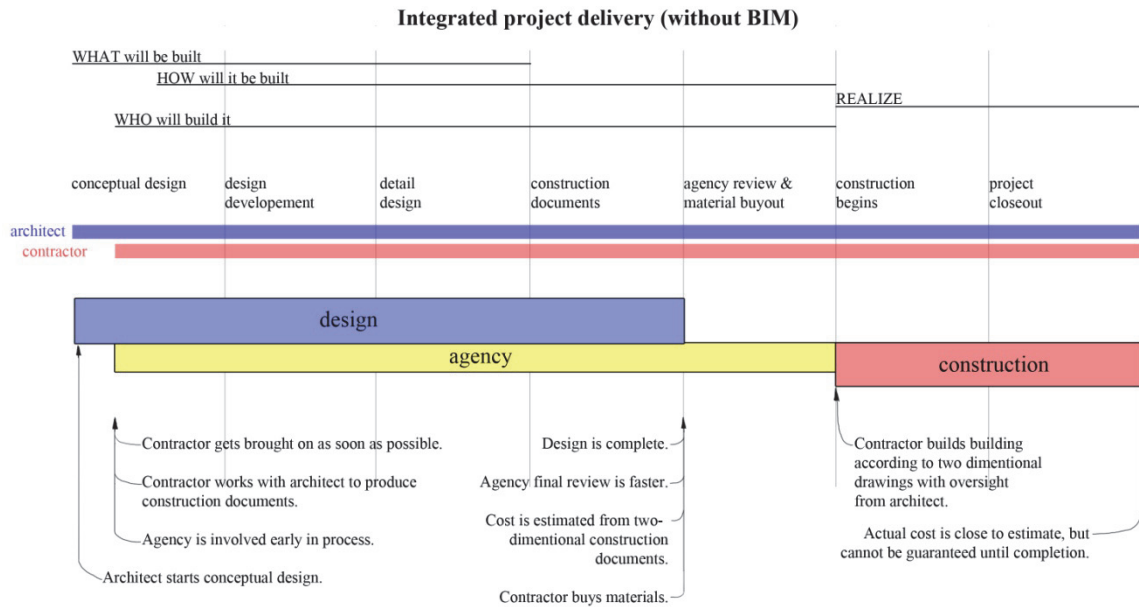 Integrated project delivery (without BIM)
WHAT will be built
HOW will it be built
REALIZE
WHO will build it
conceptual design
design
developement
detail
design
construction
documents
agency review &
material buyout
construction
begins
project
closeout
architect
contractor
design
agency
construction
Contractor gets brought on as soon as possible.
Contractor works with architect to produce
construction documents.
Agency is involved early in process.
Architect starts conceptual design.
Design is complete.
Agency final review is faster.
Cost is estimated from two-
dimentional construction
documents.
Contractor buys materials.
Contractor builds building
according to two dimentional
drawings with oversight
from architect.
Actual cost is close to estimate, but
cannot be guaranteed until completion.